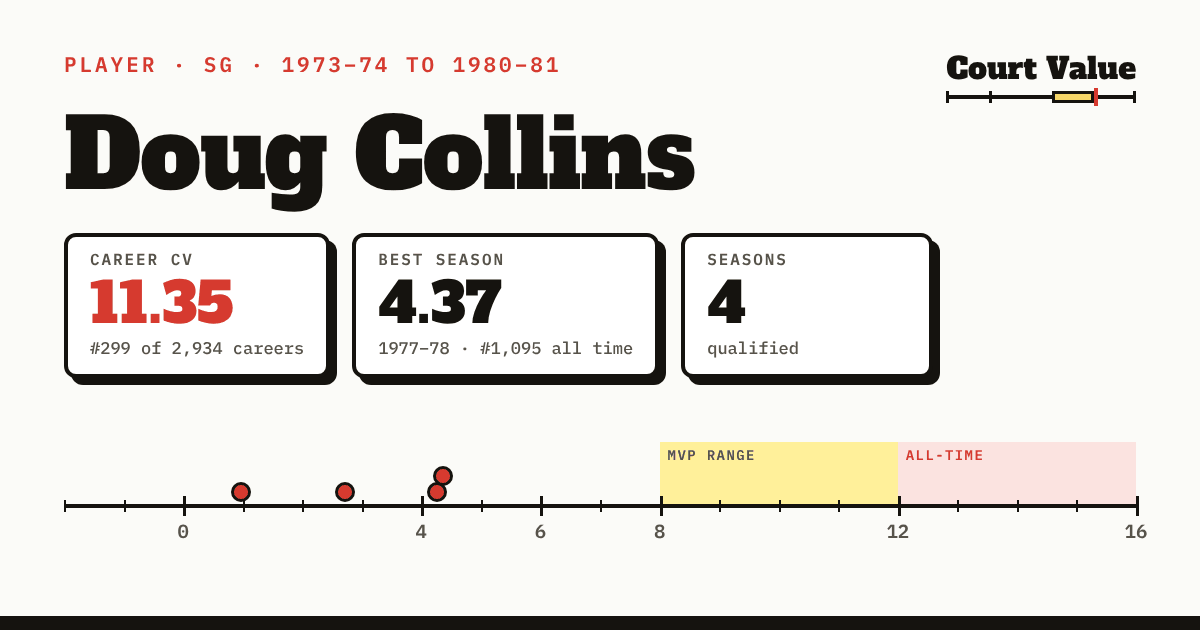 PLAYER · SG · 1973–74 TO 1980–81
Court Value
Doug Collins
CAREER CV
11.35
#299 of 2,934 careers
BEST SEASON
4.37
1977–78 · #1,095 all time
SEASONS
4
qualified
MVP RANGE
ALL-TIME
0
4
6
8
12
16